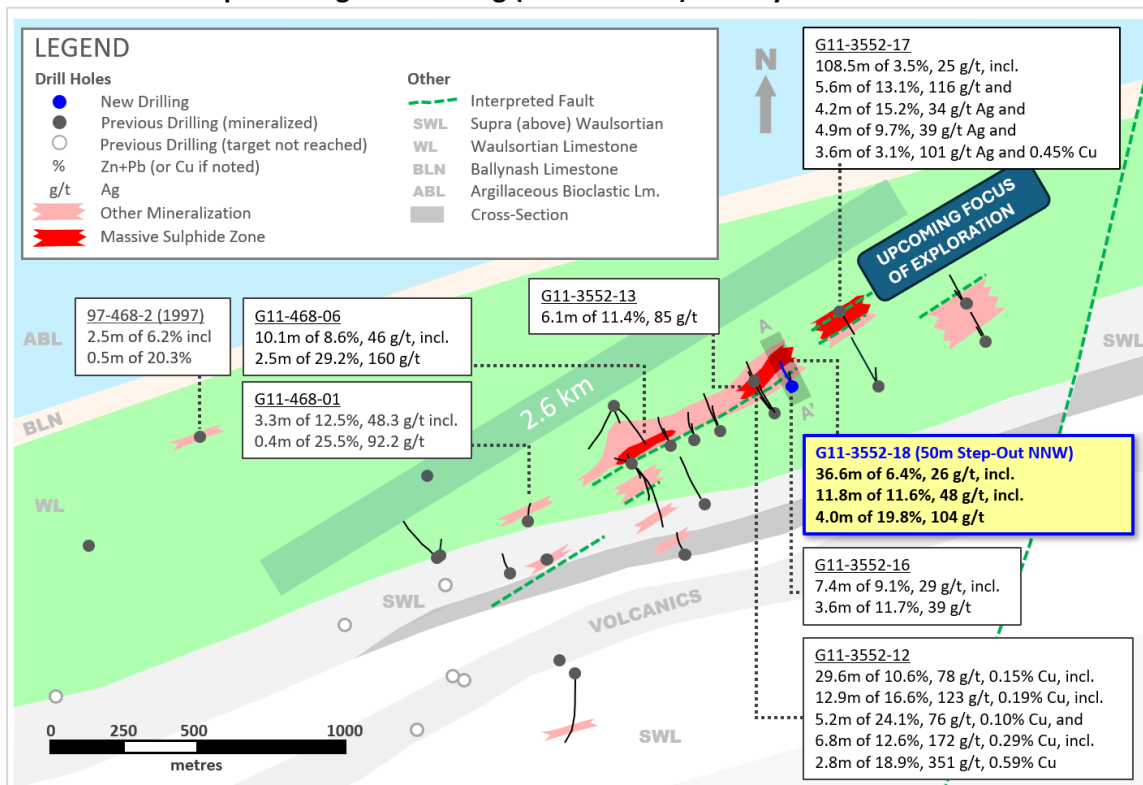 LEGEND
Drill Holes
New Drilling
Previous Drilling (mineralized)
Previous Drilling (target not reached)
% Zn+Pb (or Cu if noted)
g/t Ag
Other Mineralization
Massive Sulphide Zone
Other
Interpreted Fault
SWL Supra (above) Waulsortian
WL Waulsortian Limestone
BLN Ballynash Limestone
ABL Argillaceous Bioclastic Lm.
Cross-Section
N
G11-3552-17
108.5m of 3.5%, 25 g/t, incl.
5.6m of 13.1%, 116 g/t and
4.2m of 15.2%, 34 g/t Ag and
4.9m of 9.7%, 39 g/t Ag and
3.6m of 3.1%, 101 g/t Ag and 0.45% Cu
UPCOMING FOCUS
OF EXPLORATION
97-468-2 (1997)
2.5m of 6.2% incl
0.5m of 20.3%
G11-468-06
10.1m of 8.6%, 46 g/t, incl.
2.5m of 29.2%, 160 g/t
G11-468-01
3.3m of 12.5%, 48.3 g/t incl.
0.4m of 25.5%, 92.2 g/t
G11-3552-13
6.1m of 11.4%, 85 g/t
ABL
BLN
WL
2.6 km
A
A'
SWL
G11-3552-18 (50m Step-Out NNW)
36.6m of 6.4%, 26 g/t, incl.
11.8m of 11.6%, 48 g/t, incl.
4.0m of 19.8%, 104 g/t
G11-3552-16
7.4m of 9.1%, 29 g/t, incl.
3.6m of 11.7%, 39 g/t
SWL
VOLCANICS
SWL
G11-3552-12
29.6m of 10.6%, 78 g/t, 0.15% Cu, incl.
12.9m of 16.6%, 123 g/t, 0.19% Cu, incl.
5.2m of 24.1%, 76 g/t, 0.10% Cu, and
6.8m of 12.6%, 172 g/t, 0.29% Cu, incl.
2.8m of 18.9%, 351 g/t, 0.59% Cu
0 250 500 1000
metres